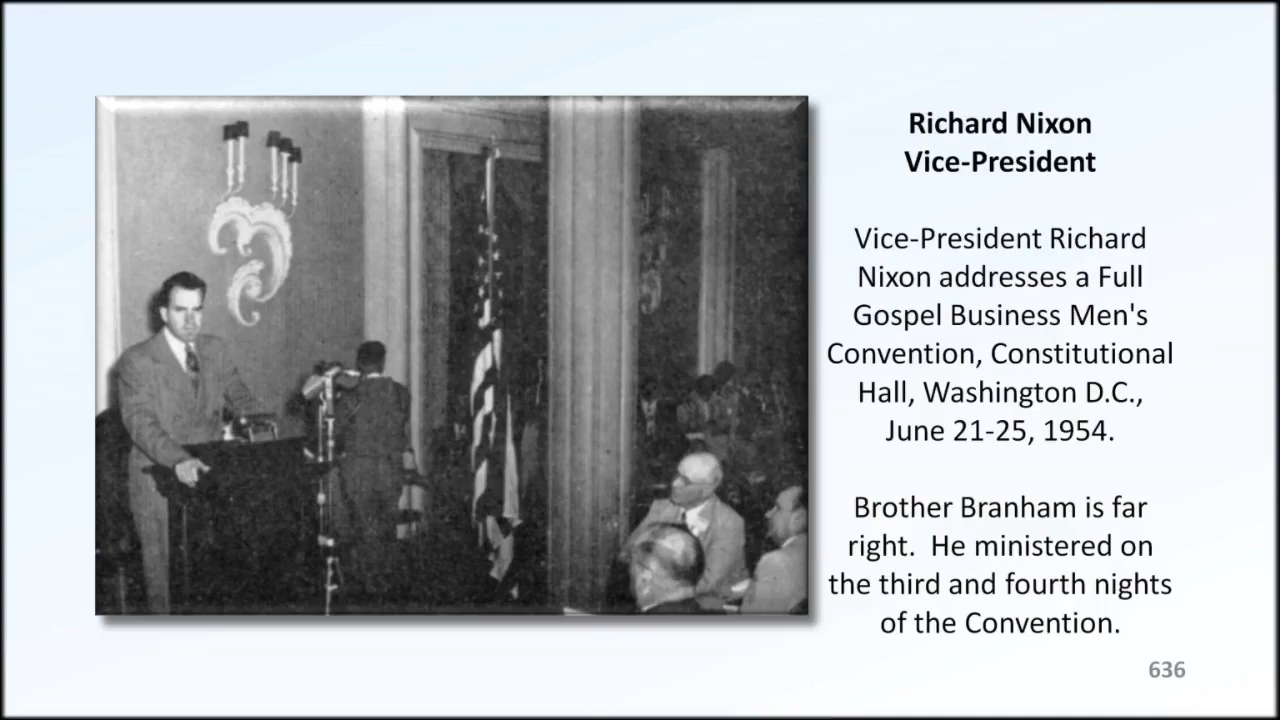 Richard Nixon
Vice-President
Vice-President Richard
Nixon addresses a Full
Gospel Business Men's
Convention, Constitutional
Hall, Washington D.C.,
June 21-25, 1954.
Brother Branham is far
right.  He ministered on
the third and fourth nights
of the Convention.
636